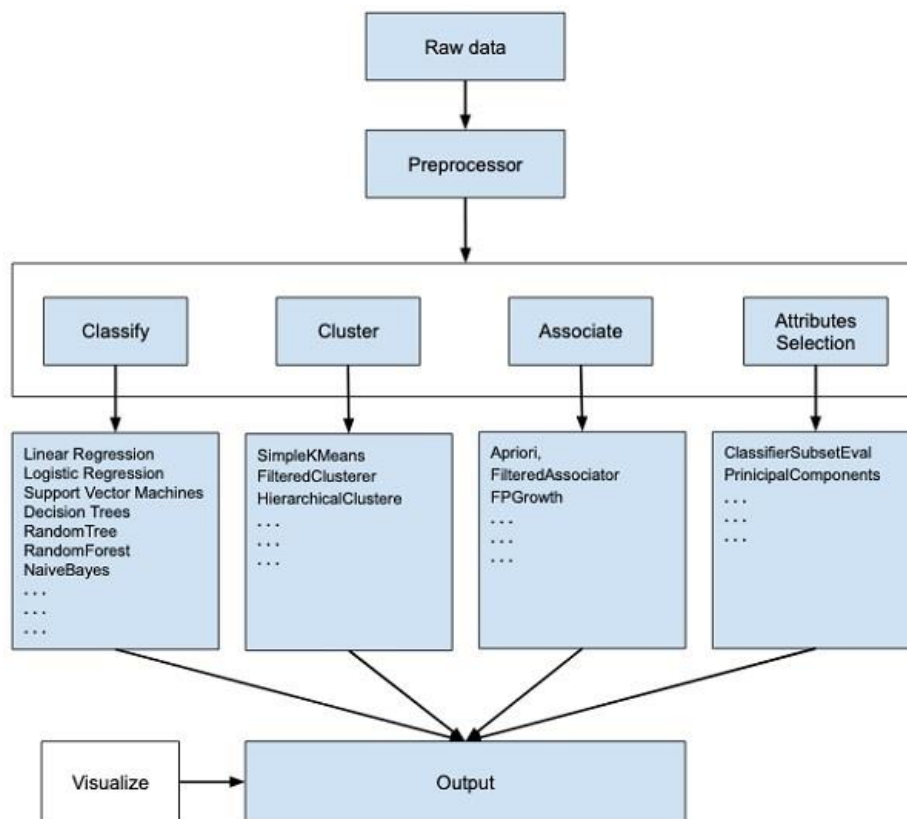 Raw data
Preprocessor
Classify
Cluster
Associate
Attributes
Selection
Linear Regression
Logistic Regression
Support Vector Machines
Decision Trees
RandomTree
RandomForest
NaiveBayes
. . .
. . .
. . .
SimpleKMeans
FilteredClusterer
HierarchicalClustere
. . .
. . .
. . .
Apriori,
FilteredAssociator
FPGrowth
. . .
. . .
. . .
ClassifierSubsetEval
PrinicipalComponents
. . .
. . .
. . .
Visualize
Output